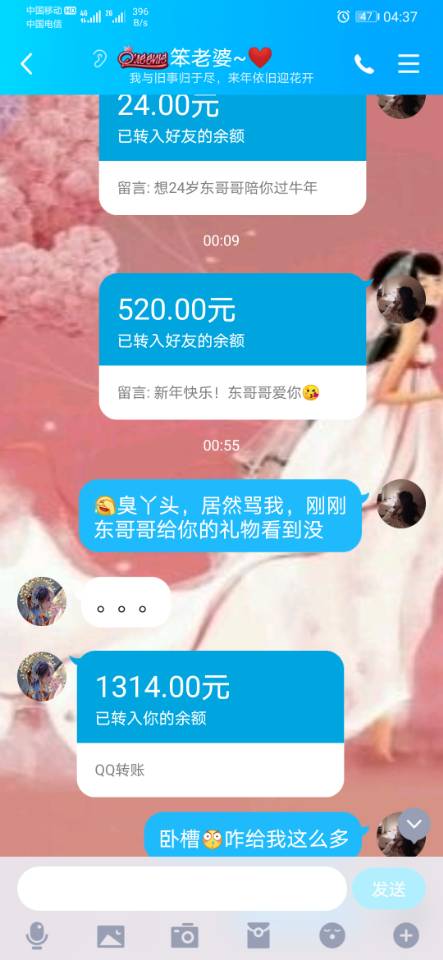 中国移动 HD 4G 2G 396
中国电信 B/s
47 04:37
Queenie 笨老婆~❤️
我与旧事归于尽，来年依旧迎花开
24.00元
已转入好友的余额
留言: 想24岁东哥哥陪你过牛年
00:09
520.00元
已转入好友的余额
留言: 新年快乐！东哥哥爱你😘
00:55
🤣臭丫头，居然骂我，刚刚
东哥哥给你的礼物看到没
。。。
1314.00元
已转入你的余额
QQ转账
卧槽😳咋给我这么多
发送